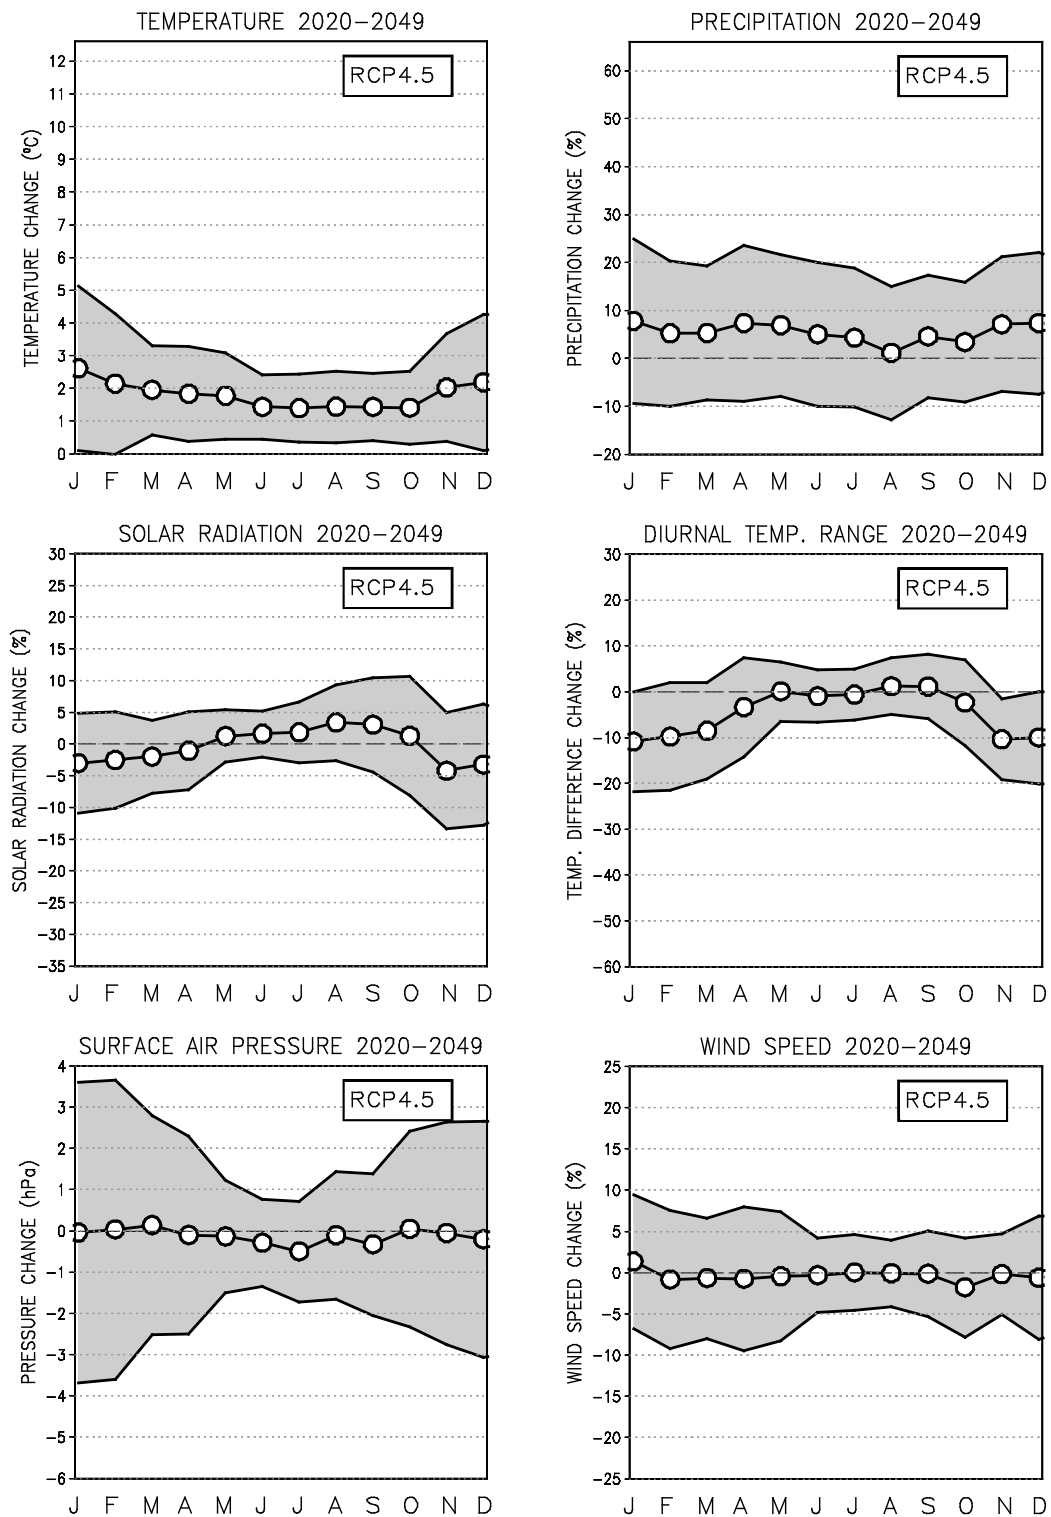 TEMPERATURE 2020–2049
RCP4.5
TEMPERATURE CHANGE (ºC)
12
11
10
9
8
7
6
5
4
3
2
1
0
J F M A M J J A S O N D
PRECIPITATION 2020–2049
RCP4.5
PRECIPITATION CHANGE (%)
60
50
40
30
20
10
0
−10
−20
J F M A M J J A S O N D
SOLAR RADIATION 2020–2049
RCP4.5
SOLAR RADIATION CHANGE (%)
30
25
20
15
10
5
0
−5
−10
−15
−20
−25
−30
−35
J F M A M J J A S O N D
DIURNAL TEMP. RANGE 2020–2049
RCP4.5
TEMP. DIFFERENCE CHANGE (%)
30
20
10
0
−10
−20
−30
−40
−50
−60
J F M A M J J A S O N D
SURFACE AIR PRESSURE 2020–2049
RCP4.5
PRESSURE CHANGE (hPa)
4
3
2
1
0
−1
−2
−3
−4
−5
−6
J F M A M J J A S O N D
WIND SPEED 2020–2049
RCP4.5
WIND SPEED CHANGE (%)
25
20
15
10
5
0
−5
−10
−15
−20
−25
J F M A M J J A S O N D